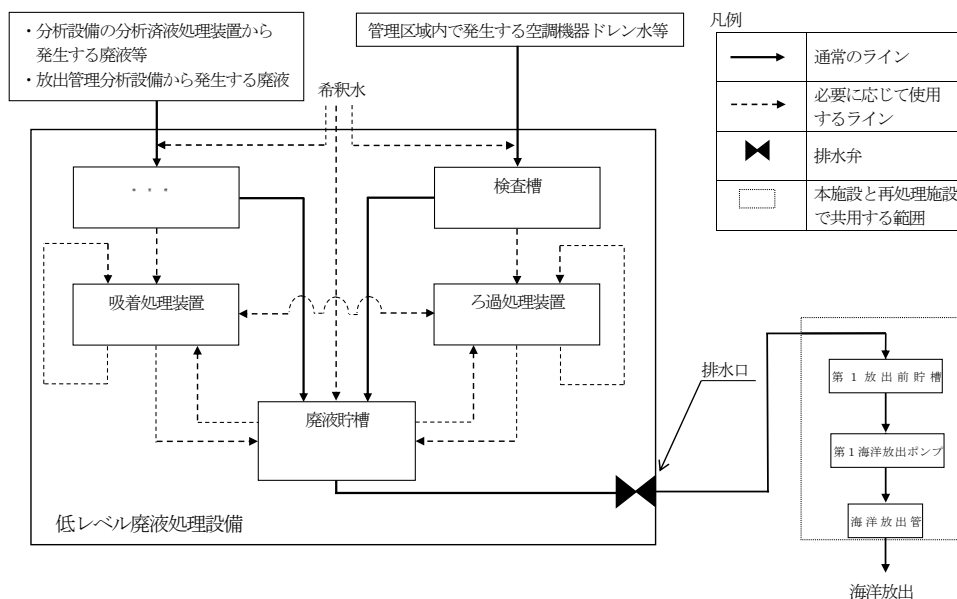 ・分析設備の分析済液処理装置から
発生する廃液等
・放出管理分析設備から発生する廃液
管理区域内で発生する空調機器ドレン水等
希釈水
・・・
検査槽
吸着処理装置
ろ過処理装置
廃液貯槽
低レベル廃液処理設備
排水口
凡例
通常のライン
必要に応じて使用
するライン
排水弁
本施設と再処理施設
で共用する範囲
第1放出前貯槽
第1海洋放出ポンプ
海洋放出管
海洋放出